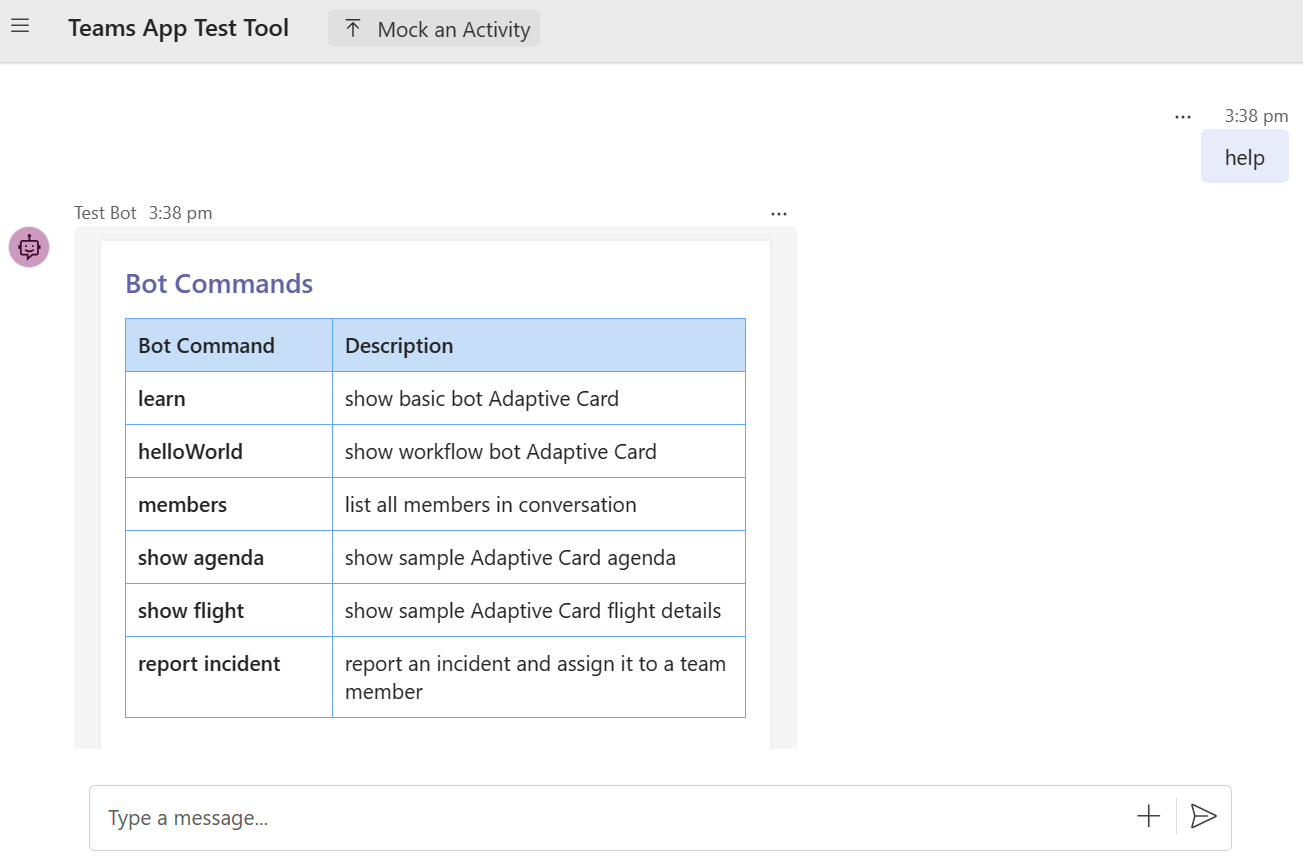 Teams App Test Tool
Mock an Activity
3:38 pm
help
Test Bot 3:38 pm
Bot Commands
Bot Command Description
learn show basic bot Adaptive Card
helloWorld show workflow bot Adaptive Card
members list all members in conversation
show agenda show sample Adaptive Card agenda
show flight show sample Adaptive Card flight details
report incident report an incident and assign it to a team
member
Type a message...